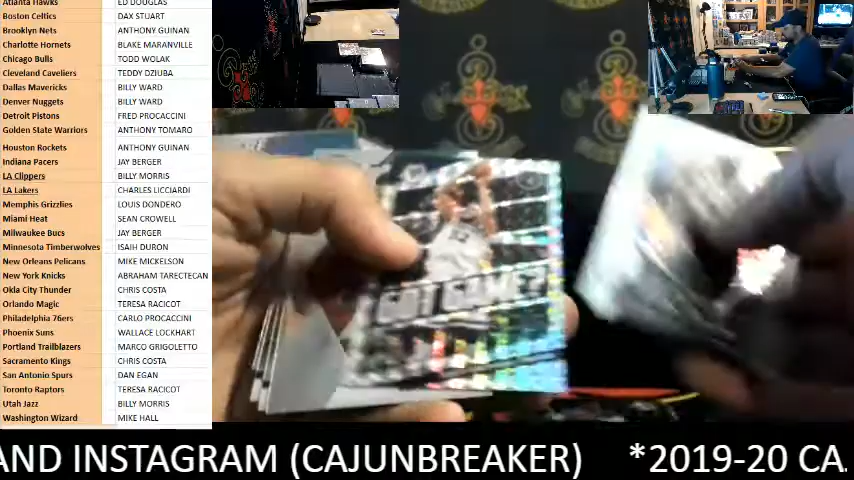 Atlanta Hawks ED DOUGLAS
Boston Celtics DAX STUART
Brooklyn Nets ANTHONY GUINAN
Charlotte Hornets BLAKE MARANVILLE
Chicago Bulls TODD WOLAK
Cleveland Cavaliers TEDDY DZIUBA
Dallas Mavericks BILLY WARD
Denver Nuggets BILLY WARD
Detroit Pistons FRED PROCACCINI
Golden State Warriors ANTHONY TOMARO
Houston Rockets ANTHONY GUINAN
Indiana Pacers JAY BERGER
LA Clippers BILLY MORRIS
LA Lakers CHARLES LICCIARDI
Memphis Grizzlies LOUIS DONDERO
Miami Heat SEAN CROWELL
Milwaukee Bucs JAY BERGER
Minnesota Timberwolves ISAIH DURON
New Orleans Pelicans MIKE MICKELSON
New York Knicks ABRAHAM TARECTECAN
Okla City Thunder CHRIS COSTA
Orlando Magic TERESA RACICOT
Philadelphia 76ers CARLO PROCACCINI
Phoenix Suns WALLACE LOCKHART
Portland Trailblazers MARCO GRIGOLETTO
Sacramento Kings CHRIS COSTA
San Antonio Spurs DAN EGAN
Toronto Raptors TERESA RACICOT
Utah Jazz BILLY MORRIS
Washington Wizard MIKE HALL
GOT GAME?
AND INSTAGRAM (CAJUNBREAKER) *2019-20 CA